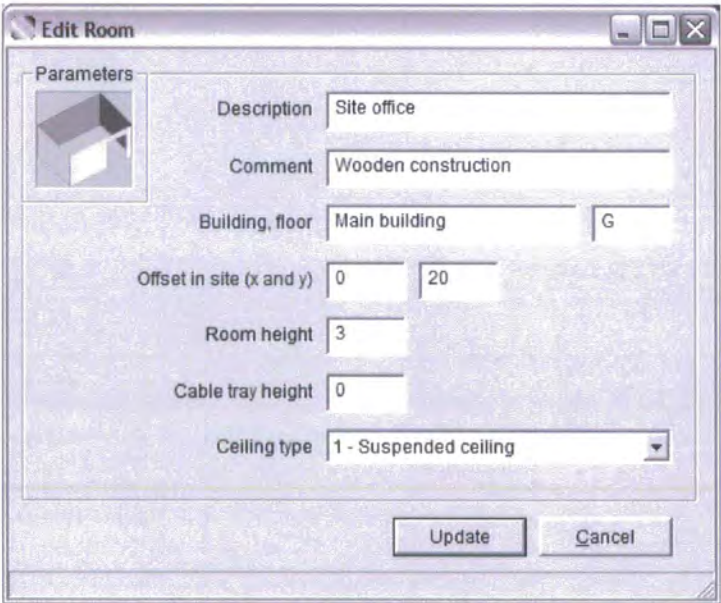 Edit Room
Parameters
Description Site office
Comment Wooden construction
Building, floor Main building G
Offset in site (x and y) 0 20
Room height 3
Cable tray height 0
Ceiling type 1 - Suspended ceiling
Update Cancel